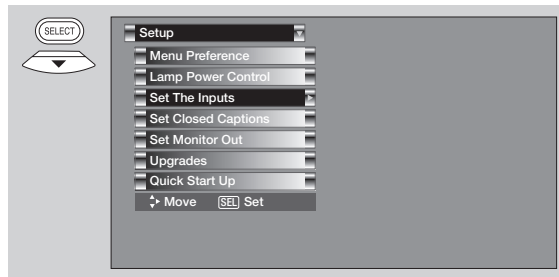 SELECT
Setup
Menu Preference
Lamp Power Control
Set The Inputs
Set Closed Captions
Set Monitor Out
Upgrades
Quick Start Up
Move SEL Set